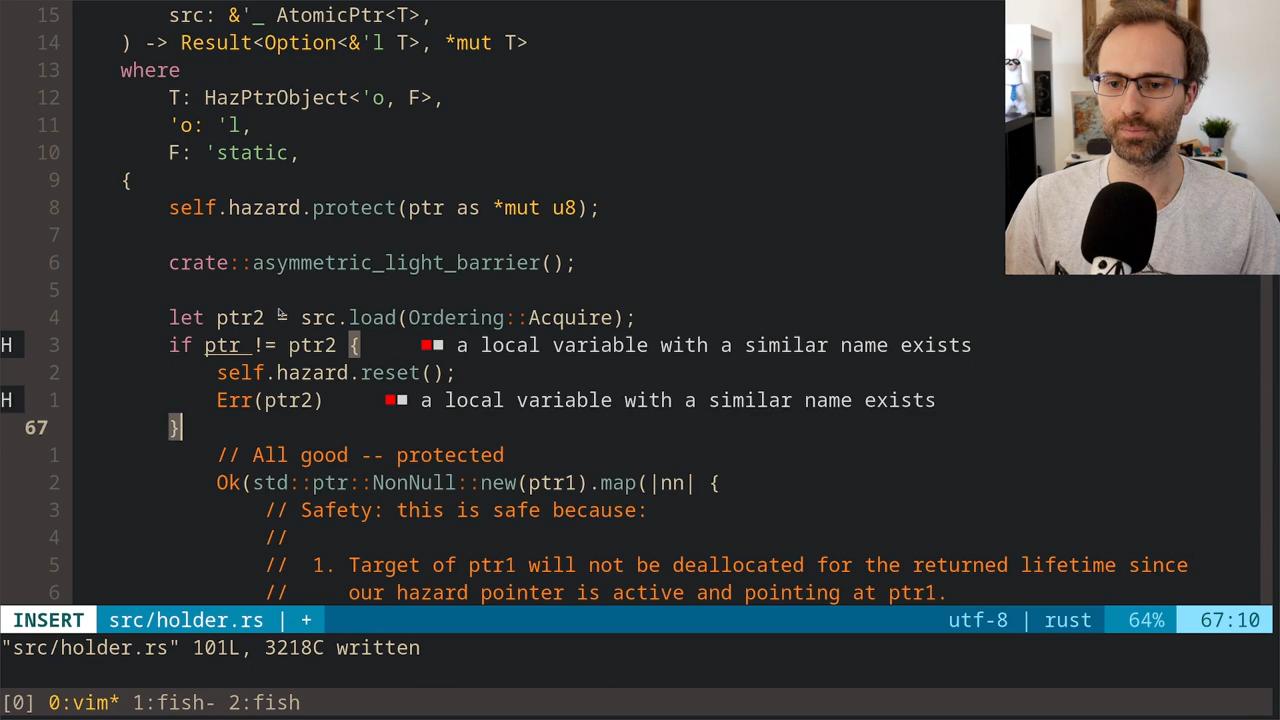 15 src: &'_ AtomicPtr<T>,
14 ) -> Result<Option<&'l T>, *mut T>
13 where
12 T: HazPtrObject<'o, F>,
11 'o: 'l,
10 F: 'static,
9 {
8 self.hazard.protect(ptr as *mut u8);
7
6 crate::asymmetric_light_barrier();
5
4 let ptr2 = src.load(Ordering::Acquire);
H 3 if ptr != ptr2 { a local variable with a similar name exists
2 self.hazard.reset();
H 1 Err(ptr2) a local variable with a similar name exists
67 }
1 // All good -- protected
2 Ok(std::ptr::NonNull::new(ptr1).map(|nn| {
3 // Safety: this is safe because:
4 //
5 // 1. Target of ptr1 will not be deallocated for the returned lifetime since
6 // our hazard pointer is active and pointing at ptr1.
INSERT src/holder.rs | + utf-8 | rust 64% 67:10
"src/holder.rs" 101L, 3218C written
[0] 0:vim* 1:fish- 2:fish